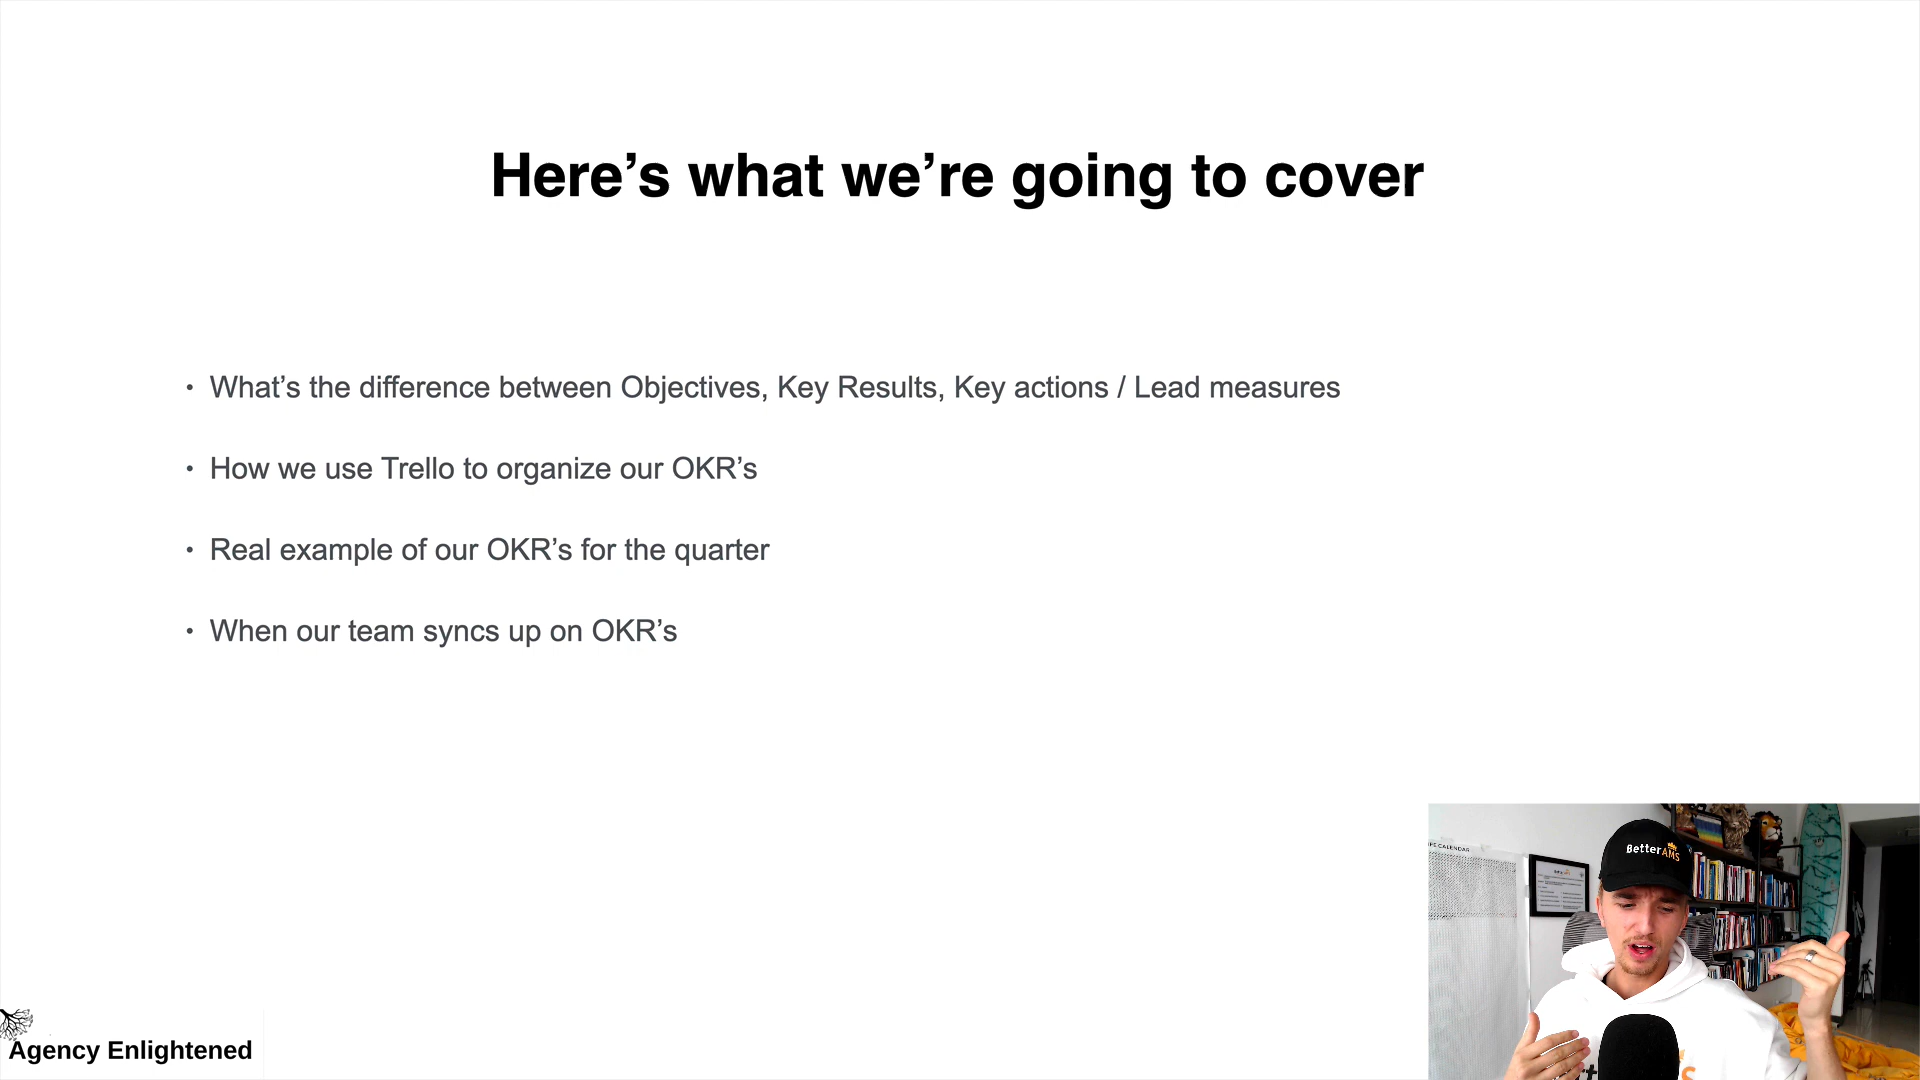 Here’s what we’re going to cover
• What’s the difference between Objectives, Key Results, Key actions / Lead measures
• How we use Trello to organize our OKR’s
• Real example of our OKR’s for the quarter
• When our team syncs up on OKR’s
CALENDAR
BetterAMS
Agency Enlightened